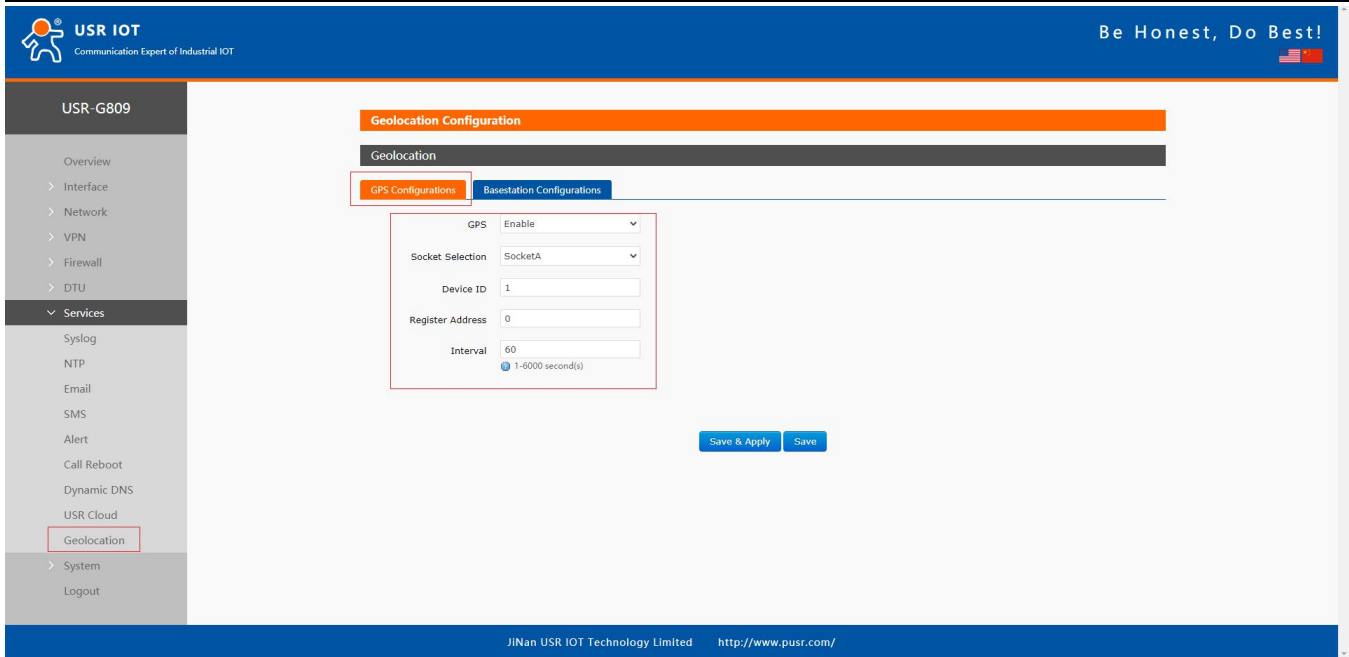 USR IOT
Communication Expert of Industrial IOT
Be Honest, Do Best!
USR-G809
Overview
Interface
Network
VPN
Firewall
DTU
Services
Syslog
NTP
Email
SMS
Alert
Call Reboot
Dynamic DNS
USR Cloud
Geolocation
System
Logout
Geolocation Configuration
Geolocation
GPS Configurations Basestation Configurations
GPS Enable
Socket Selection SocketA
Device ID 1
Register Address 0
Interval 60
1-6000 second(s)
Save & Apply Save
JiNan USR IOT Technology Limited http://www.pusr.com/